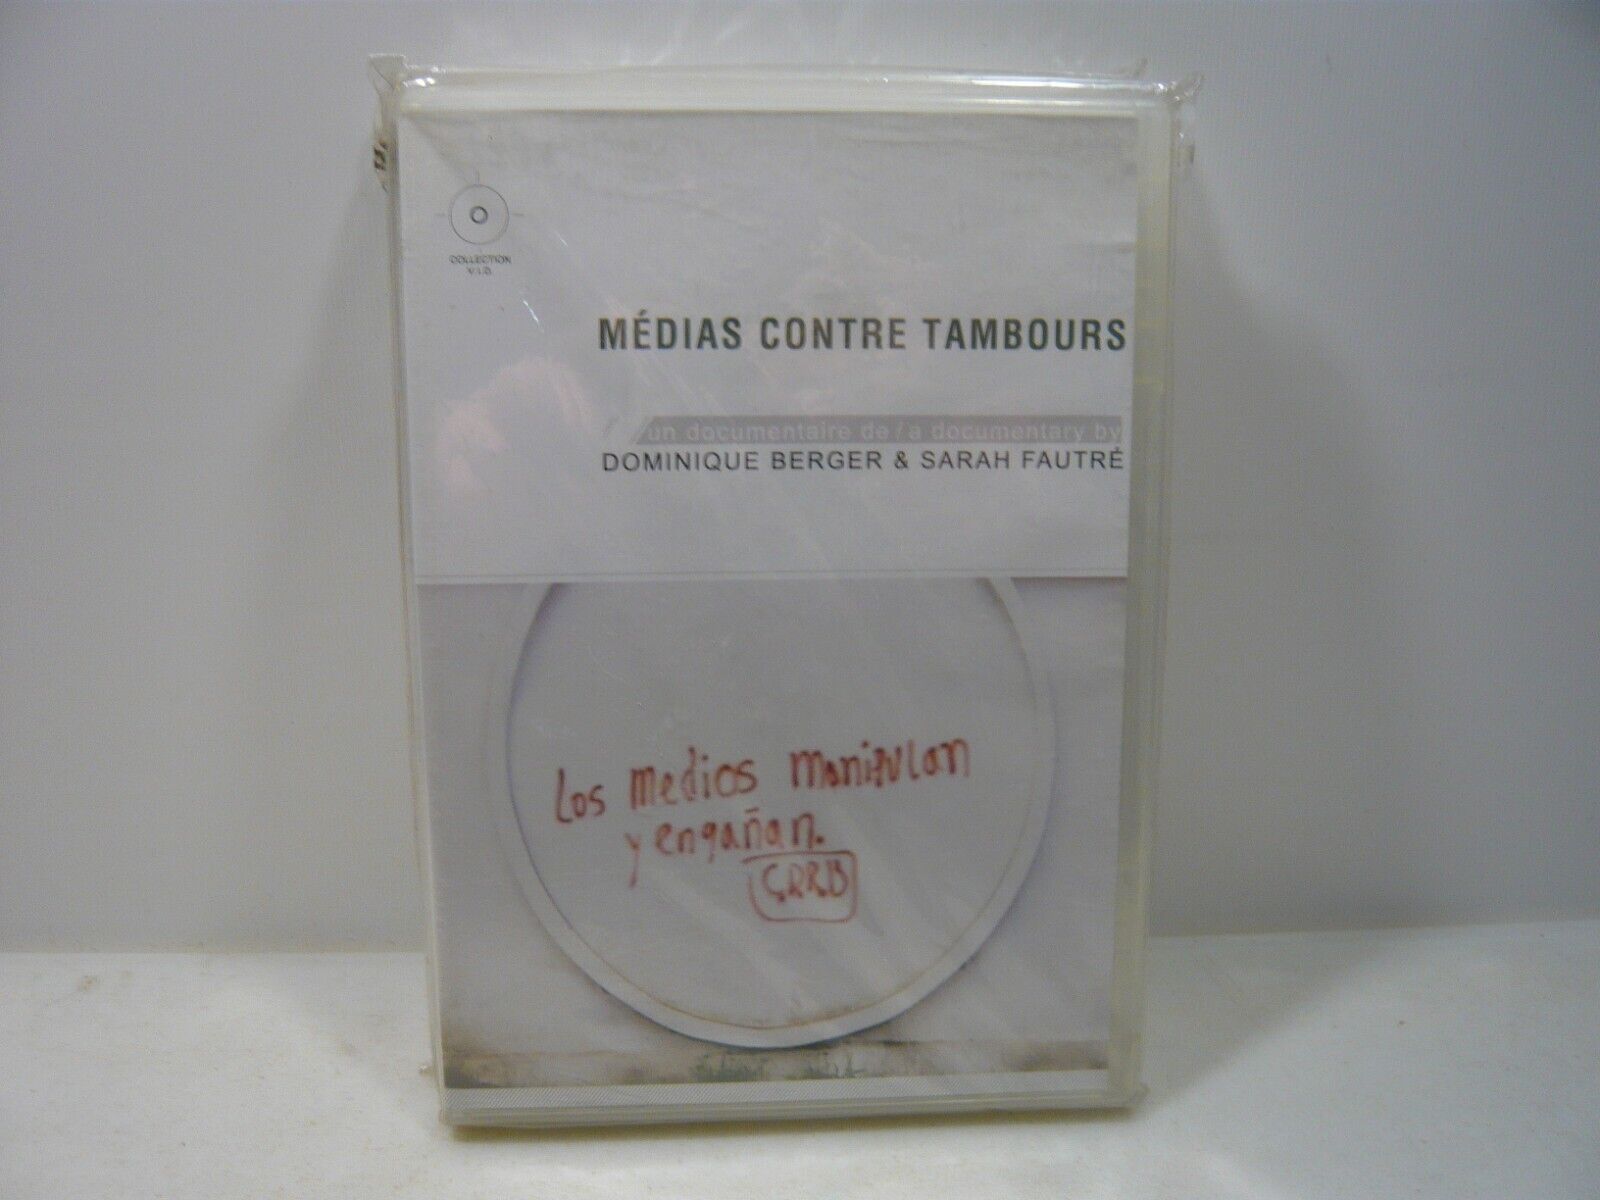 COLLECTION
V.I.D.
MÉDIAS CONTRE TAMBOURS
un documentaire de / a documentary by
DOMINIQUE BERGER & SARAH FAUTRÉ
Los medios manipulan
y engañan.